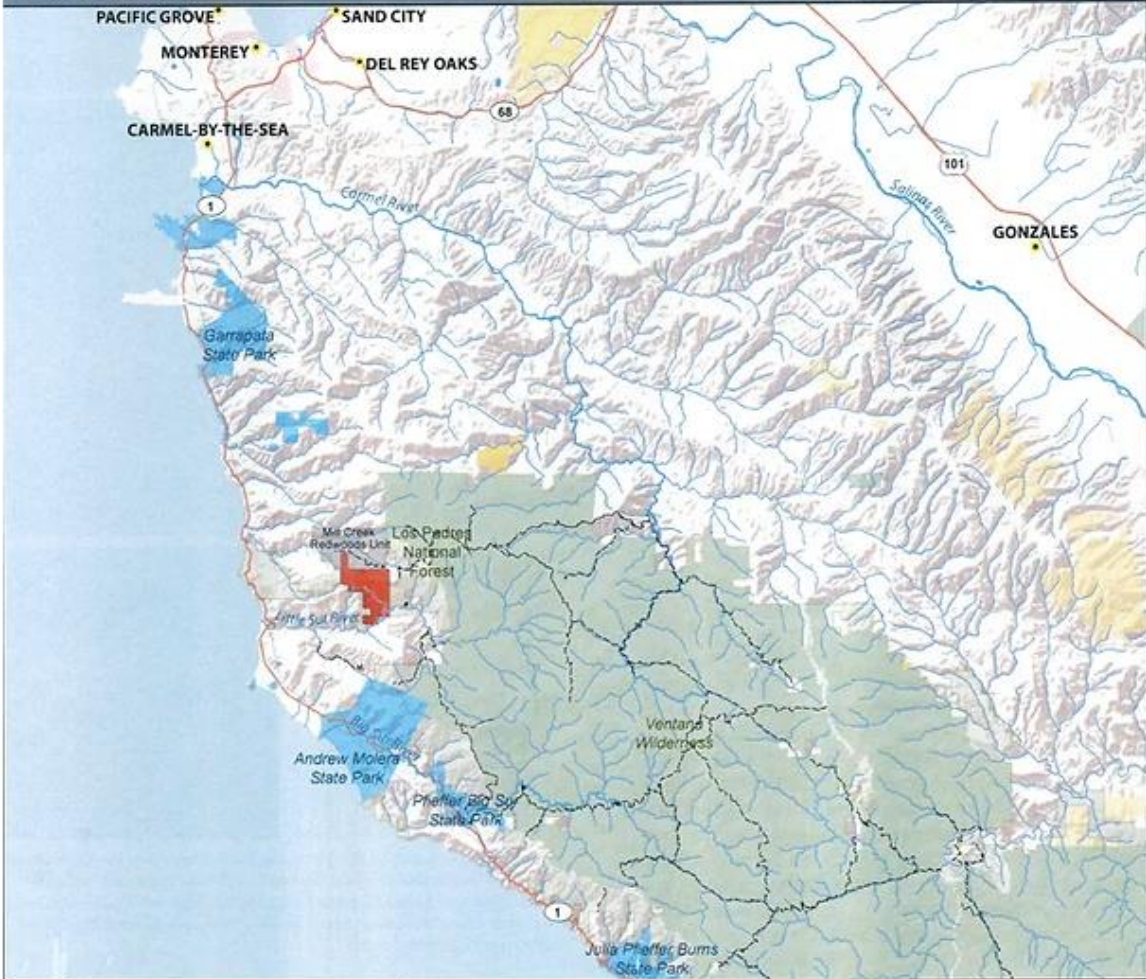 PACIFIC GROVE
SAND CITY
MONTEREY
DEL REY OAKS
68
CARMEL-BY-THE-SEA
101
1
Carmel River
Salinas River
GONZALES
Garrapata
State Park
Mill Creek
Redwoods Unit
Los Padres
National
Forest
Little Sur River
Big Sur River
Ventana
Wilderness
Andrew Molera
State Park
Pfeiffer Big Sur
State Park
1
Julia Pfeiffer Burns
State Park